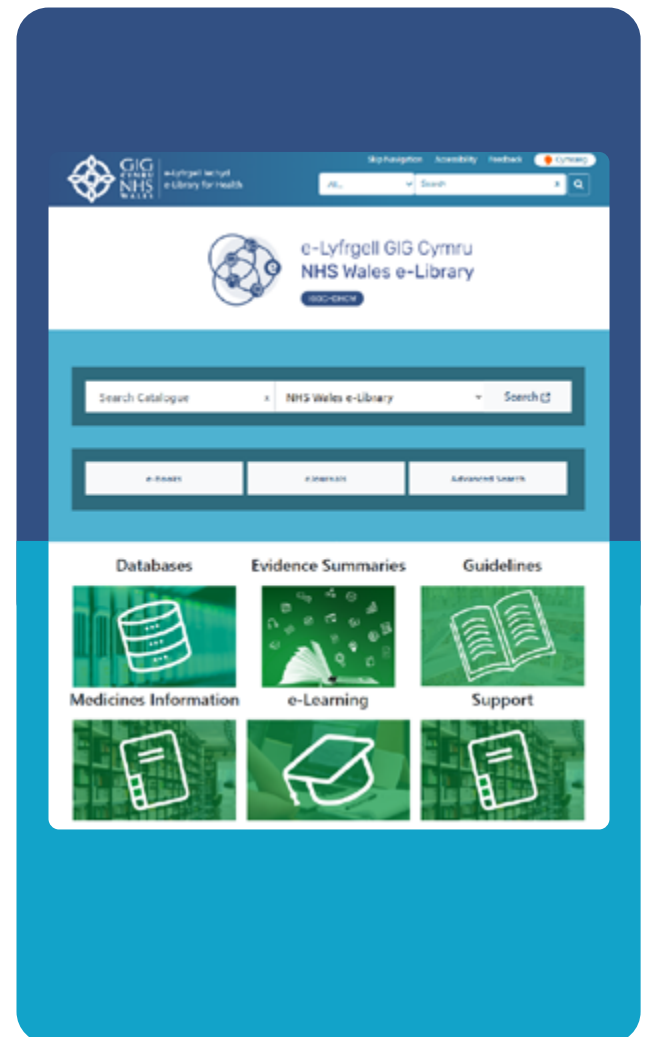 Skip Navigation Accessibility Feedback Cymraeg
GIG
CYMRU
NHS
WALES
e-Lyfrgell Iechyd
e-Library for Health
All... Search x
e-Lyfrgell GIG Cymru
NHS Wales e-Library
Search Catalogue x NHS Wales e-Library Search
e-Books eJournals Advanced Search
Databases Evidence Summaries Guidelines
Medicines Information e-Learning Support